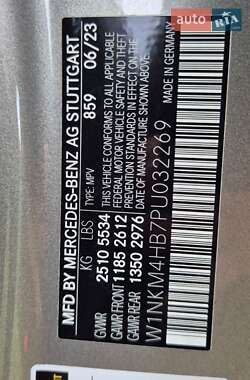 AUTO RIA
MFD BY MERCEDES-BENZ AG STUTTGART
859 06/23
TYPE: MPV
KG LBS
GVWR 2510 5534
GAWR FRONT 1185 2612
GAWR REAR 1350 2976
THIS VEHICLE CONFORMS TO ALL APPLICABLE
FEDERAL MOTOR VEHICLE SAFETY AND THEFT
PREVENTION STANDARDS IN EFFECT ON THE
DATE OF MANUFACTURE SHOWN ABOVE.
MADE IN GERMANY
W1NKM4HB7PU032269